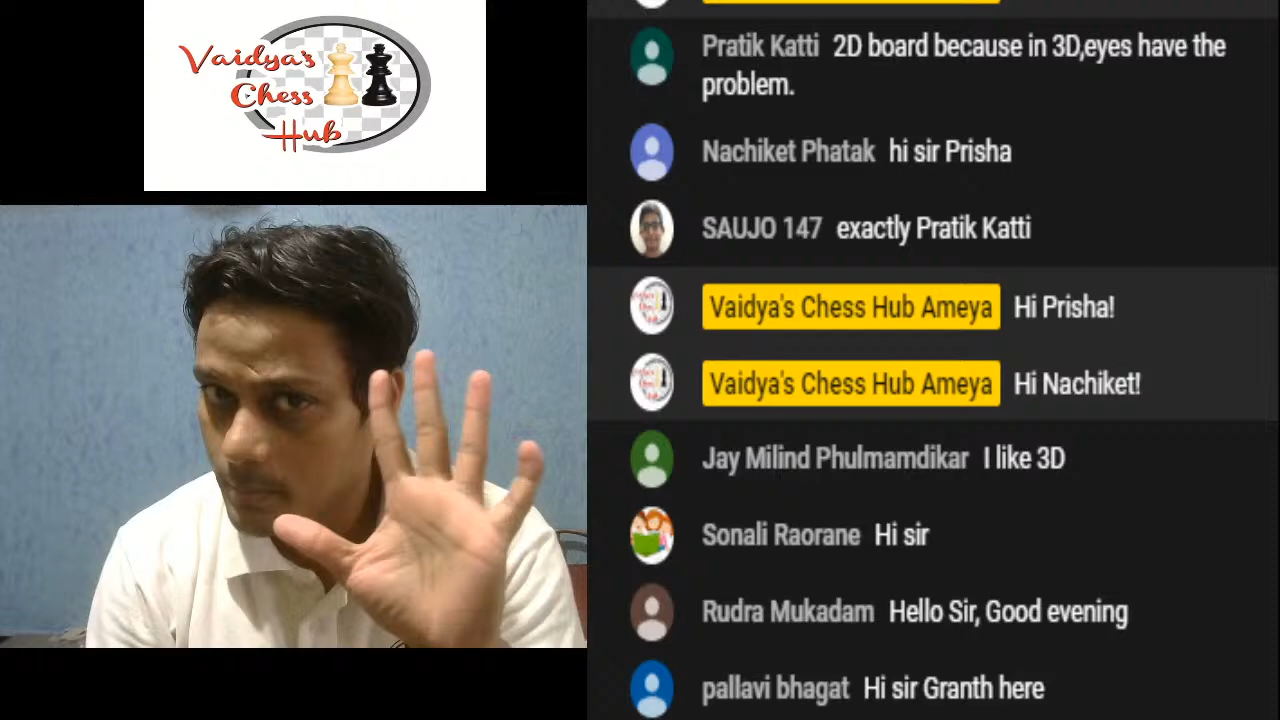 Vaidya's
Chess
Hub
Pratik Katti 2D board because in 3D,eyes have the
problem.
Nachiket Phatak hi sir Prisha
SAUJO 147 exactly Pratik Katti
Vaidya's Chess Hub Ameya Hi Prisha!
Vaidya's Chess Hub Ameya Hi Nachiket!
Jay Milind Phulmamdikar I like 3D
Sonali Raorane Hi sir
Rudra Mukadam Hello Sir, Good evening
pallavi bhagat Hi sir Granth here